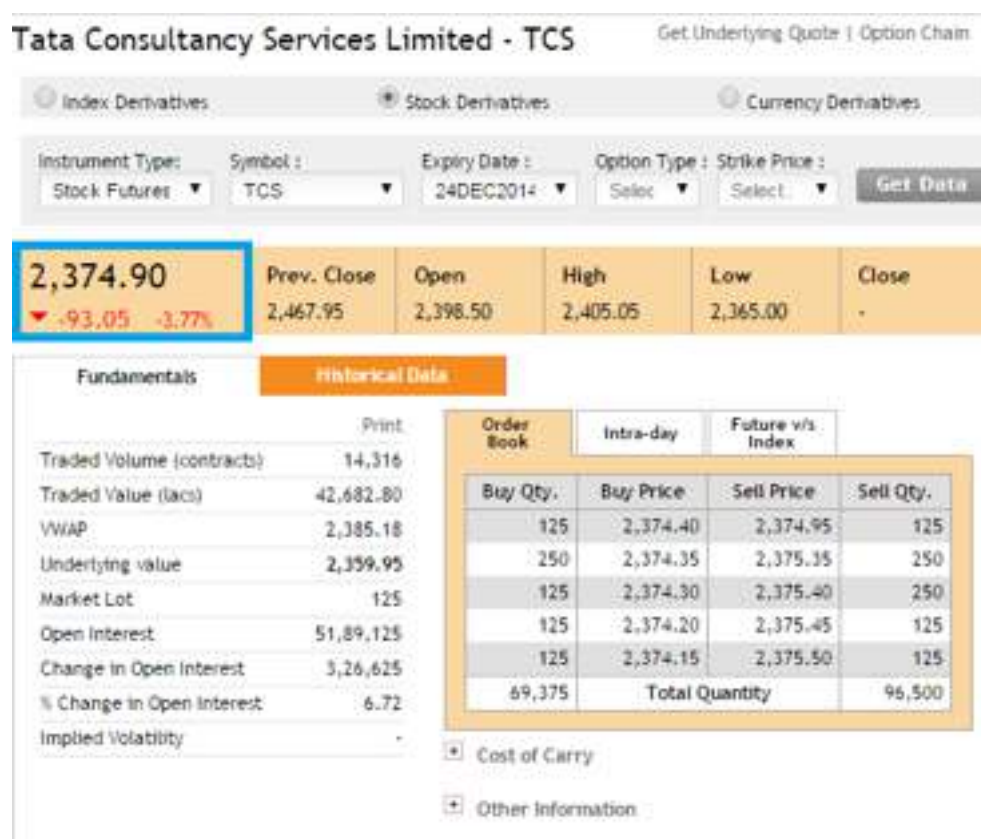 Tata Consultancy Services Limited - TCS
Get Underlying Quote | Option Chain
Index Derivatives Stock Derivatives Currency Derivatives
Instrument Type: Symbol : Expiry Date : Option Type : Strike Price :
Stock Futures TCS 24DEC2014 Selec Select. Get Data
2,374.90 Prev. Close Open High Low Close
-93.05 -3.77% 2,467.95 2,398.50 2,405.05 2,365.00 -
Fundamentals Historical Data
Print
Traded Volume (contracts) 14,316
Traded Value (lacs) 42,682.80
VWAP 2,385.18
Underlying value 2,359.95
Market Lot 125
Open Interest 51,89,125
Change in Open Interest 3,26,625
% Change in Open Interest 6.72
Implied Volatility -
Order Book Intra-day Future v/s Index
Buy Qty. Buy Price Sell Price Sell Qty.
125 2,374.40 2,374.95 125
250 2,374.35 2,375.35 250
125 2,374.30 2,375.40 250
125 2,374.20 2,375.45 125
125 2,374.15 2,375.50 125
69,375 Total Quantity 96,500
+ Cost of Carry
+ Other Information